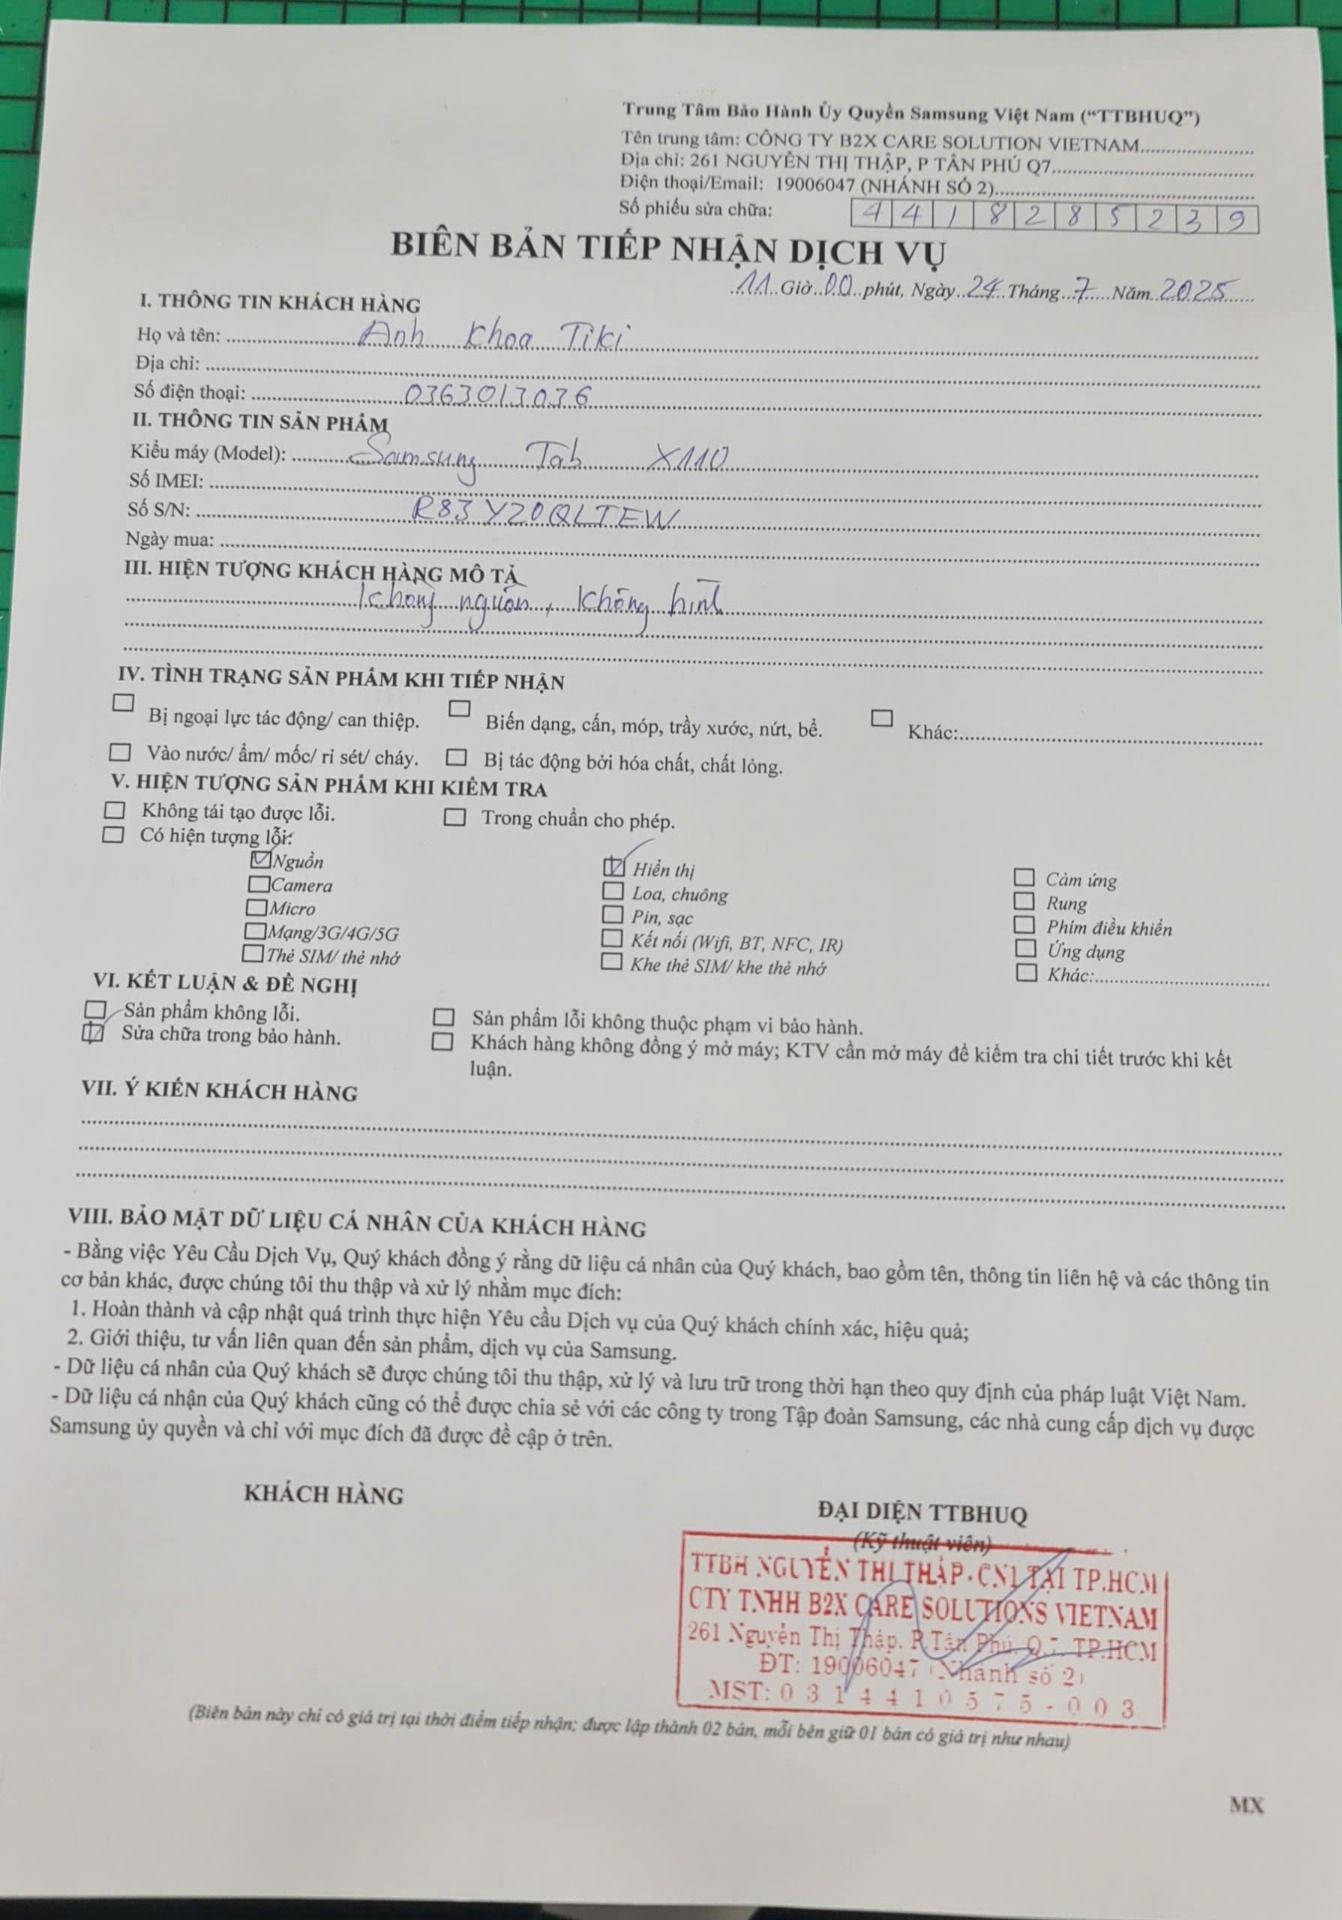 Trung Tâm Bảo Hành Ủy Quyền Samsung Việt Nam (“TTBHUQ”)
Tên trung tâm: CÔNG TY B2X CARE SOLUTION VIETNAM
Địa chỉ: 261 NGUYỄN THỊ THẬP, P TÂN PHÚ Q7
Điện thoại/Email: 19006047 (NHÁNH SỐ 2)
Số phiếu sửa chữa: 4418285239
BIÊN BẢN TIẾP NHẬN DỊCH VỤ
11 Giờ 00 phút, Ngày 24 Tháng 7 Năm 2025
I. THÔNG TIN KHÁCH HÀNG
Họ và tên: Anh Khoa Tiki
Địa chỉ:
Số điện thoại: 0363013036
II. THÔNG TIN SẢN PHẨM
Kiểu máy (Model): Samsung Tab X110
Số IMEI:
Số S/N: R83Y20QLTEW
Ngày mua:
III. HIỆN TƯỢNG KHÁCH HÀNG MÔ TẢ
Không nguồn, không hình
IV. TÌNH TRẠNG SẢN PHẨM KHI TIẾP NHẬN
Bị ngoại lực tác động/ can thiệp. Biến dạng, cấn, móp, trầy xước, nứt, bể. Khác:
Vào nước/ ẩm/ mốc/ rỉ sét/ cháy. Bị tác động bởi hóa chất, chất lỏng.
V. HIỆN TƯỢNG SẢN PHẨM KHI KIỂM TRA
Không tái tạo được lỗi. Trong chuẩn cho phép.
Có hiện tượng lỗi:
Nguồn Hiển thị Cảm ứng
Camera Loa, chuông Rung
Micro Pin, sạc Phím điều khiển
Mạng/3G/4G/5G Kết nối (Wifi, BT, NFC, IR) Ứng dụng
Thẻ SIM/ thẻ nhớ Khe thẻ SIM/ khe thẻ nhớ Khác:
VI. KẾT LUẬN & ĐỀ NGHỊ
Sản phẩm không lỗi. Sản phẩm lỗi không thuộc phạm vi bảo hành.
Sửa chữa trong bảo hành. Khách hàng không đồng ý mở máy; KTV cần mở máy để kiểm tra chi tiết trước khi kết
luận.
VII. Ý KIẾN KHÁCH HÀNG
VIII. BẢO MẬT DỮ LIỆU CÁ NHÂN CỦA KHÁCH HÀNG
- Bằng việc Yêu Cầu Dịch Vụ, Quý khách đồng ý rằng dữ liệu cá nhân của Quý khách, bao gồm tên, thông tin liên hệ và các thông tin
cơ bản khác, được chúng tôi thu thập và xử lý nhằm mục đích:
1. Hoàn thành và cập nhật quá trình thực hiện Yêu cầu Dịch vụ của Quý khách chính xác, hiệu quả;
2. Giới thiệu, tư vấn liên quan đến sản phẩm, dịch vụ của Samsung.
- Dữ liệu cá nhân của Quý khách sẽ được chúng tôi thu thập, xử lý và lưu trữ trong thời hạn theo quy định của pháp luật Việt Nam.
- Dữ liệu cá nhận của Quý khách cũng có thể được chia sẻ với các công ty trong Tập đoàn Samsung, các nhà cung cấp dịch vụ được
Samsung ủy quyền và chỉ với mục đích đã được đề cập ở trên.
KHÁCH HÀNG
ĐẠI DIỆN TTBHUQ
(Kỹ thuật viên)
TTBH NGUYỄN THỊ THẬP - CN1 TẠI TP.HCM
CTY TNHH B2X CARE SOLUTIONS VIETNAM
261 Nguyễn Thị Thập, P.Tân Phú, Q.7, TP.HCM
ĐT: 19006047 (Nhánh số 2)
MST: 0314410575-003
(Biên bản này chỉ có giá trị tại thời điểm tiếp nhận; được lập thành 02 bản, mỗi bên giữ 01 bản có giá trị như nhau)
MX